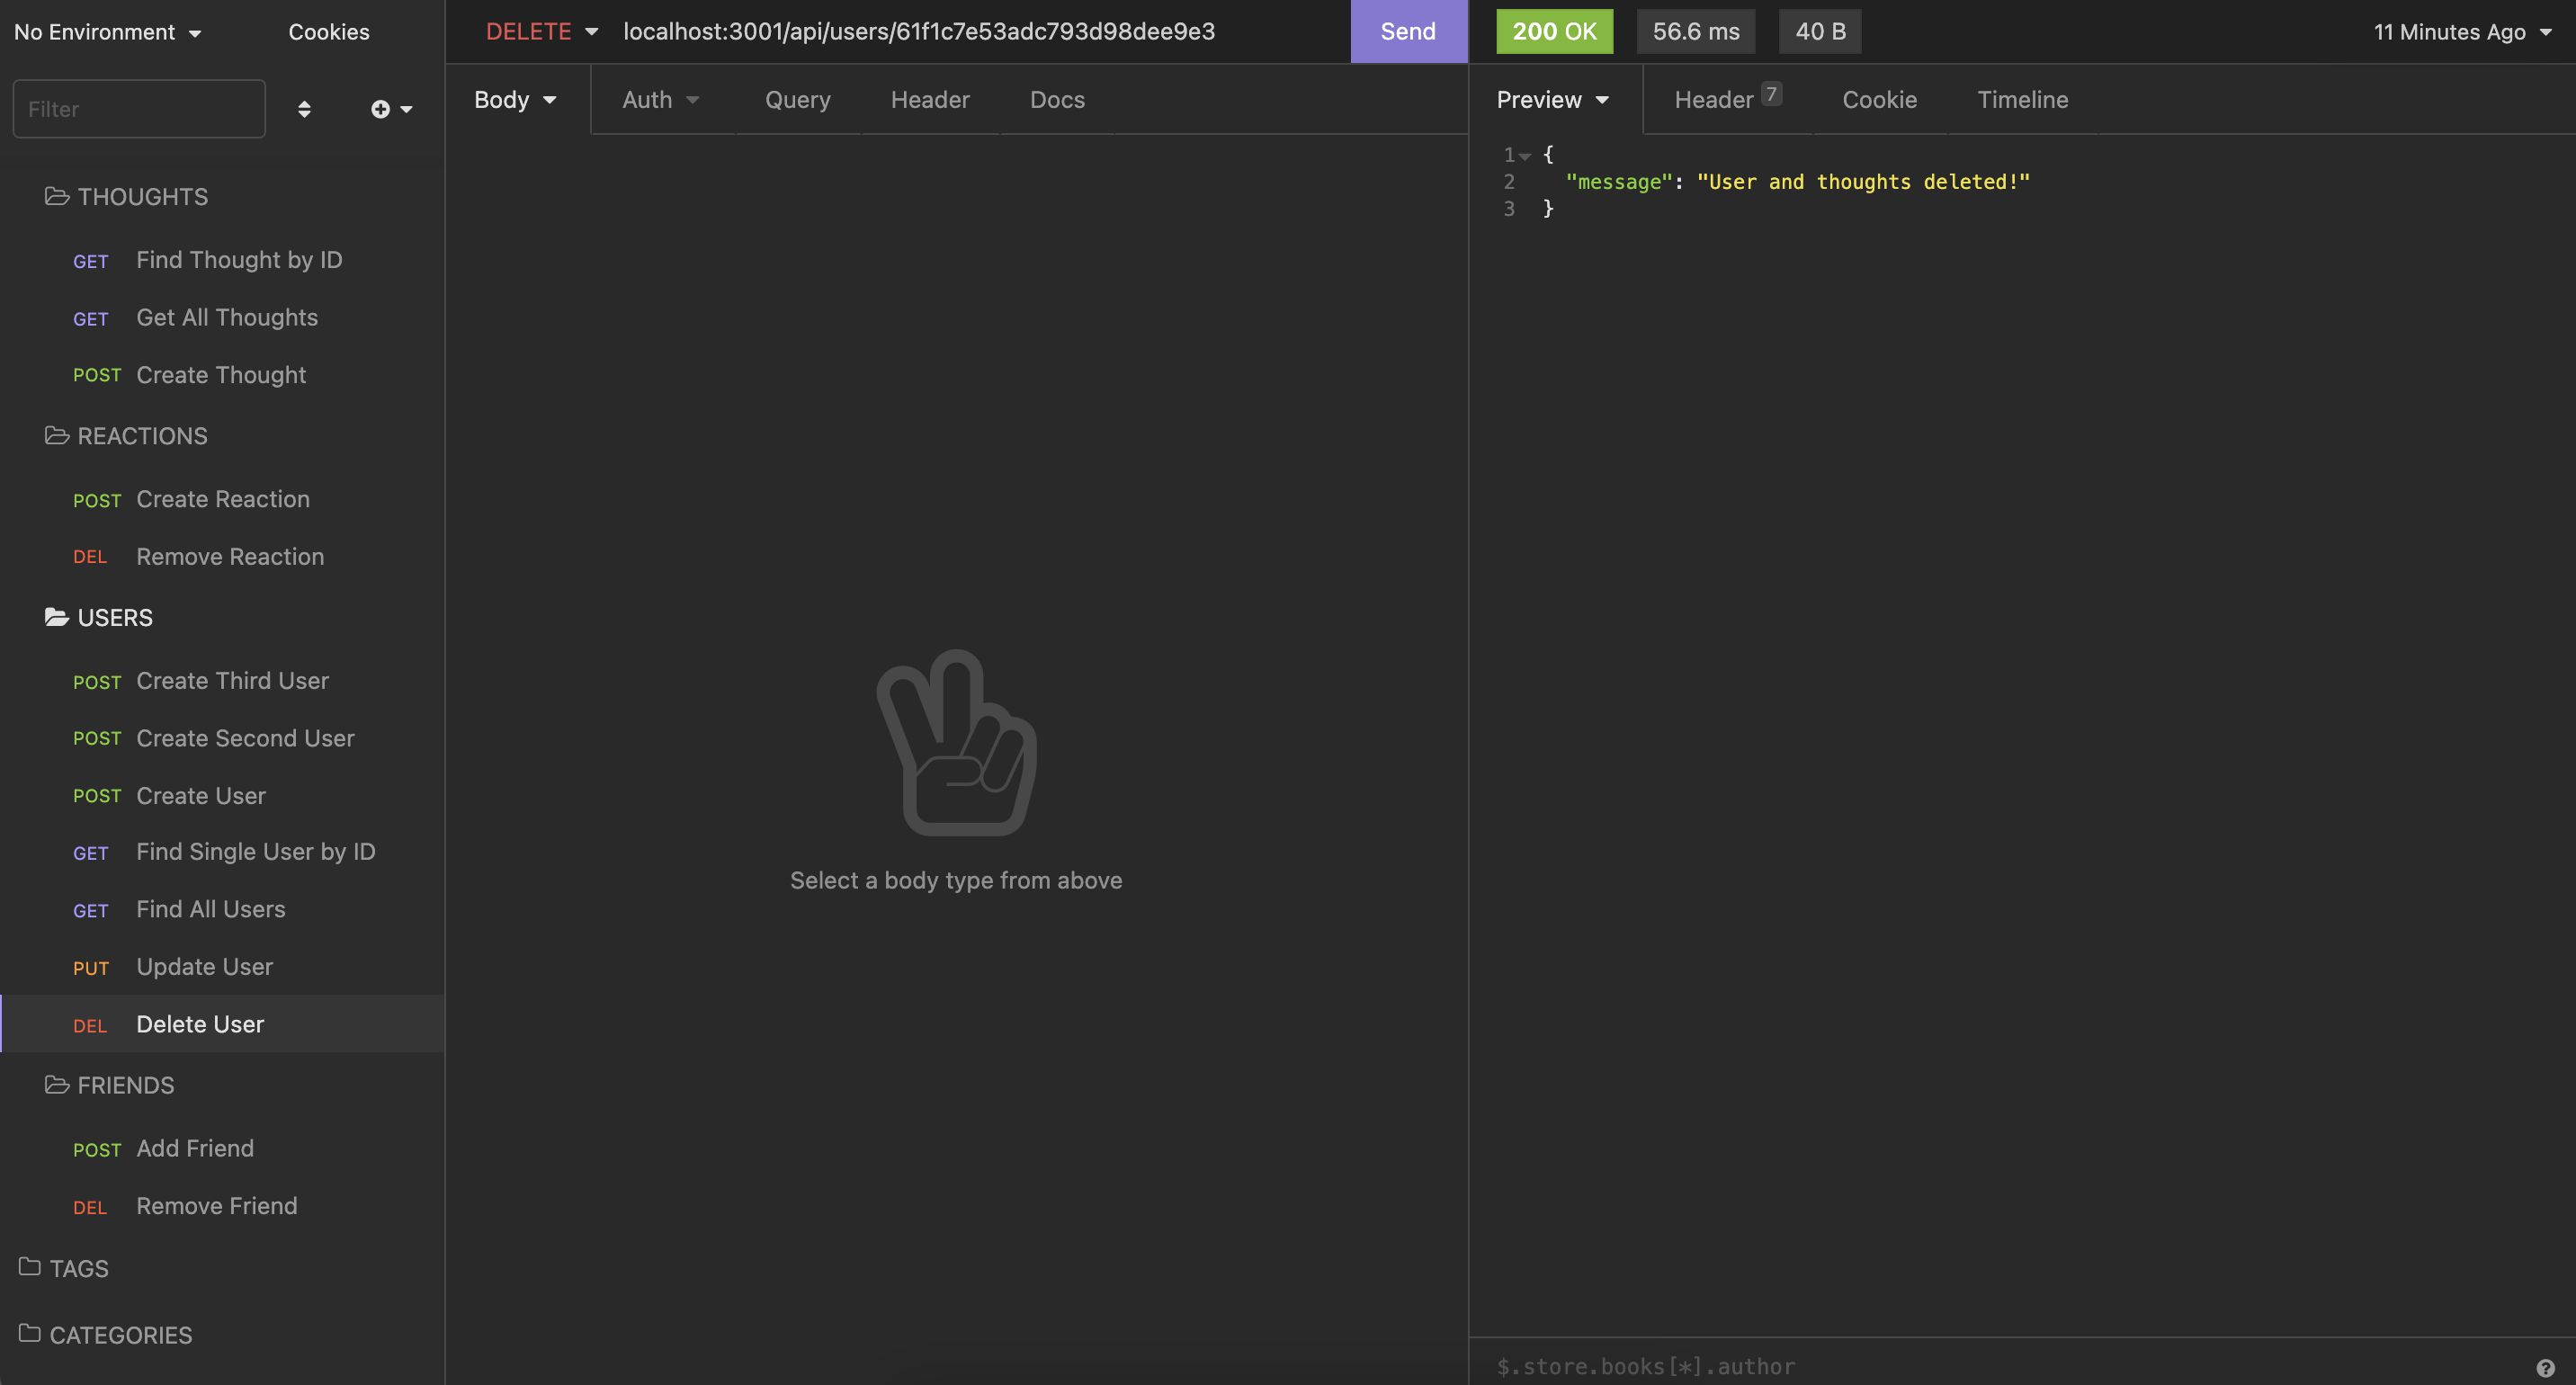 No Environment
Cookies
Filter
THOUGHTS
GET Find Thought by ID
GET Get All Thoughts
POST Create Thought
REACTIONS
POST Create Reaction
DEL Remove Reaction
USERS
POST Create Third User
POST Create Second User
POST Create User
GET Find Single User by ID
GET Find All Users
PUT Update User
DEL Delete User
FRIENDS
POST Add Friend
DEL Remove Friend
TAGS
CATEGORIES
DELETE localhost:3001/api/users/61f1c7e53adc793d98dee9e3 Send
Body Auth Query Header Docs
Select a body type from above
200 OK 56.6 ms 40 B 11 Minutes Ago
Preview Header 7 Cookie Timeline
1 {
2 "message": "User and thoughts deleted!"
3 }
$.store.books[*].author
?